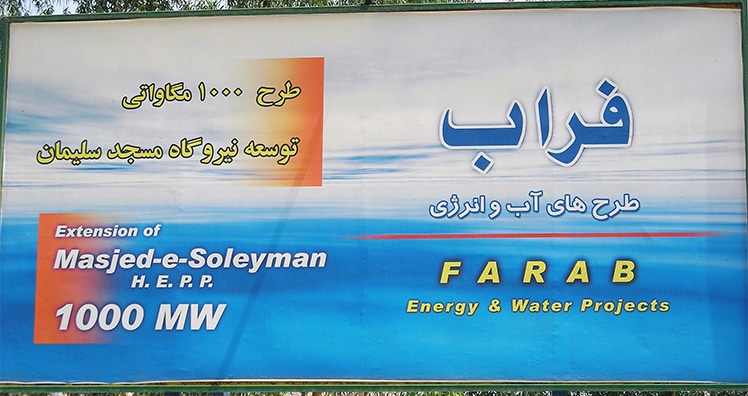 فراب
طرح های آب و انرژی
FARAB
Energy & Water Projects
طرح ۱۰۰۰ مگاواتی
توسعه نیروگاه مسجد سلیمان
Extension of
Masjed-e-Soleyman
H. E. P. P.
1000 MW